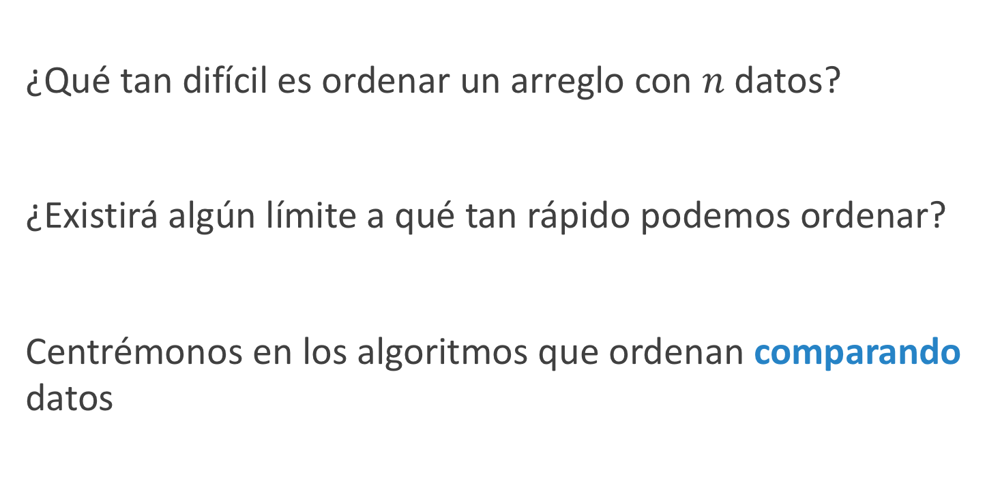 ¿Qué tan difícil es ordenar un arreglo con n datos?
¿Existirá algún límite a qué tan rápido podemos ordenar?
Centrémonos en los algoritmos que ordenan comparando
datos